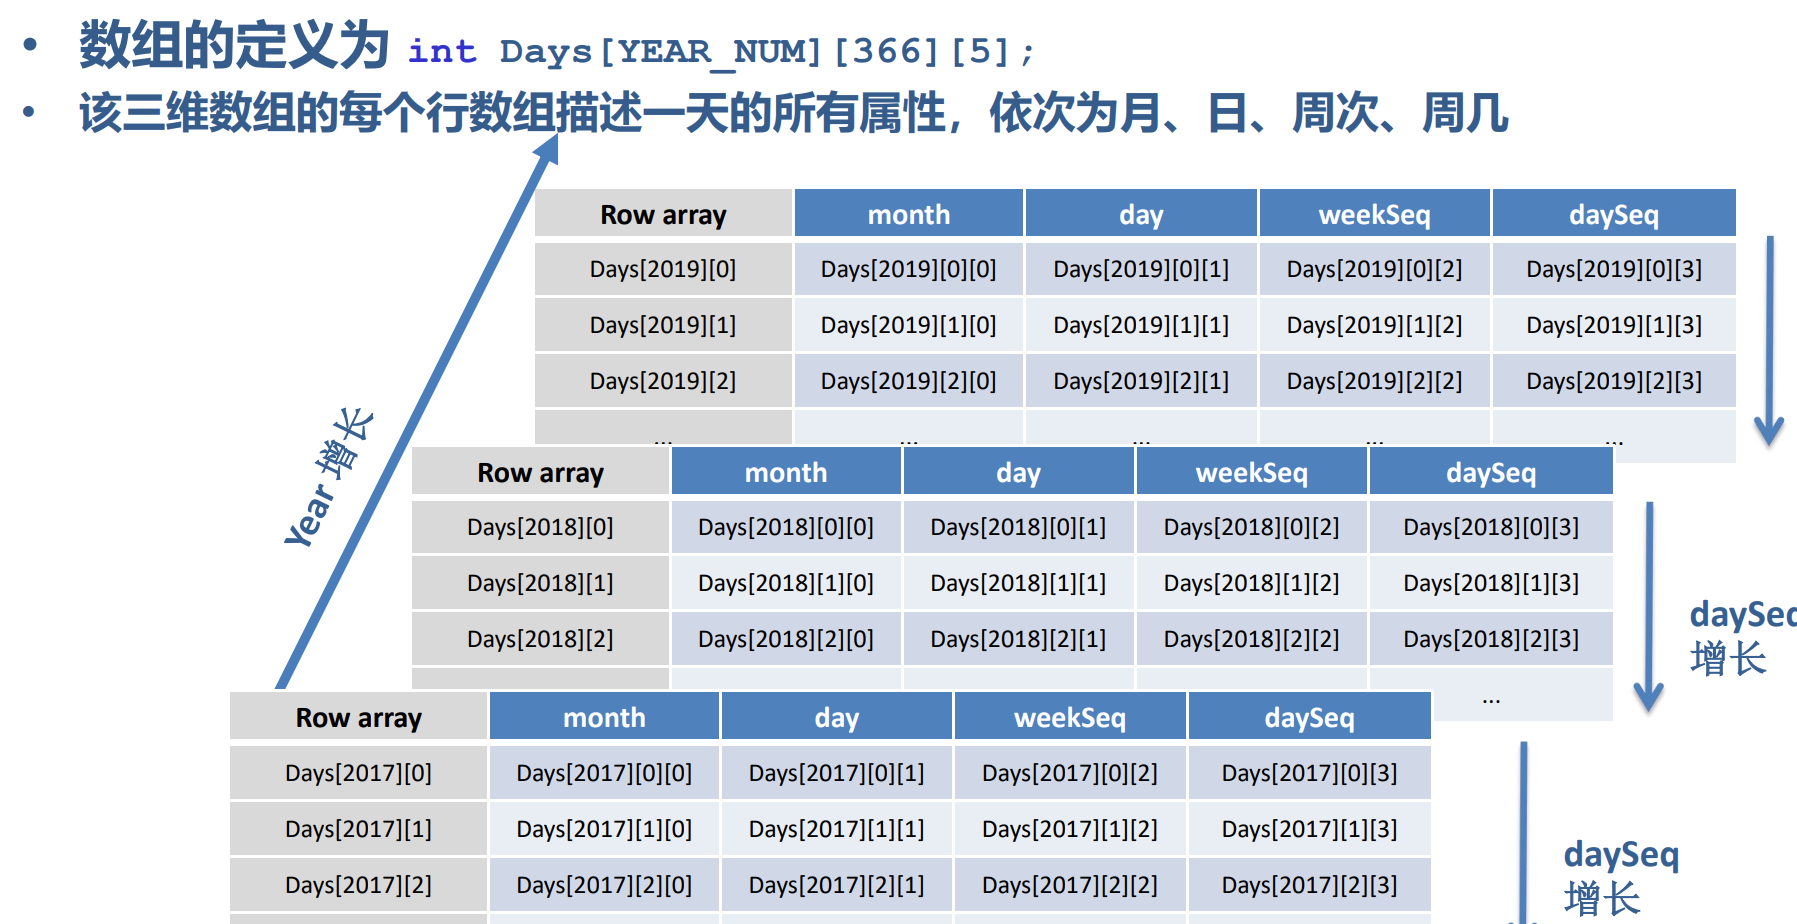 • 数组的定义为 int Days[YEAR_NUM][366][5];
• 该三维数组的每个行数组描述一天的所有属性，依次为月、日、周次、周几
Row array month day weekSeq daySeq
Days[2019][0] Days[2019][0][0] Days[2019][0][1] Days[2019][0][2] Days[2019][0][3]
Days[2019][1] Days[2019][1][0] Days[2019][1][1] Days[2019][1][2] Days[2019][1][3]
Days[2019][2] Days[2019][2][0] Days[2019][2][1] Days[2019][2][2] Days[2019][2][3]
... ... ... ... ...
Year 增长
Row array month day weekSeq daySeq
Days[2018][0] Days[2018][0][0] Days[2018][0][1] Days[2018][0][2] Days[2018][0][3]
Days[2018][1] Days[2018][1][0] Days[2018][1][1] Days[2018][1][2] Days[2018][1][3]
Days[2018][2] Days[2018][2][0] Days[2018][2][1] Days[2018][2][2] Days[2018][2][3]
...
daySeq
增长
Row array month day weekSeq daySeq
Days[2017][0] Days[2017][0][0] Days[2017][0][1] Days[2017][0][2] Days[2017][0][3]
Days[2017][1] Days[2017][1][0] Days[2017][1][1] Days[2017][1][2] Days[2017][1][3]
Days[2017][2] Days[2017][2][0] Days[2017][2][1] Days[2017][2][2] Days[2017][2][3]
daySeq
增长